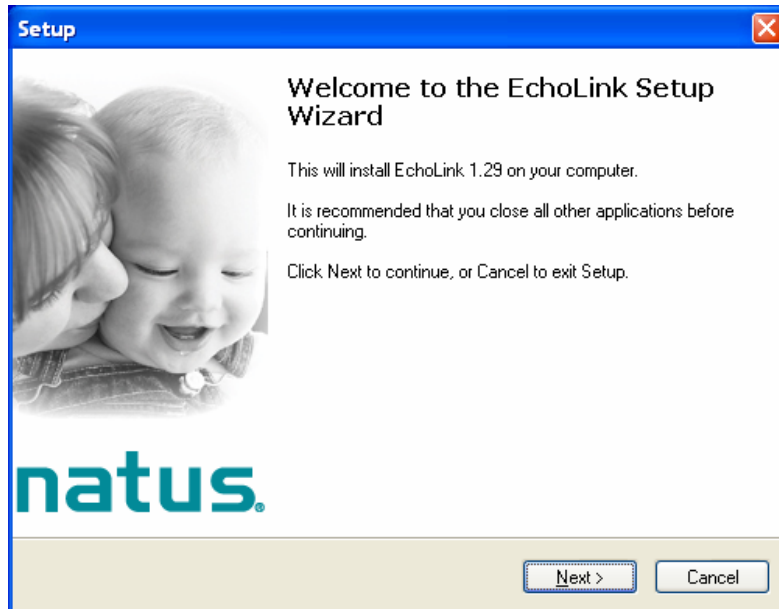 Setup
Welcome to the EchoLink Setup
Wizard
This will install EchoLink 1.29 on your computer.
It is recommended that you close all other applications before
continuing.
Click Next to continue, or Cancel to exit Setup.
natus®
Next >
Cancel